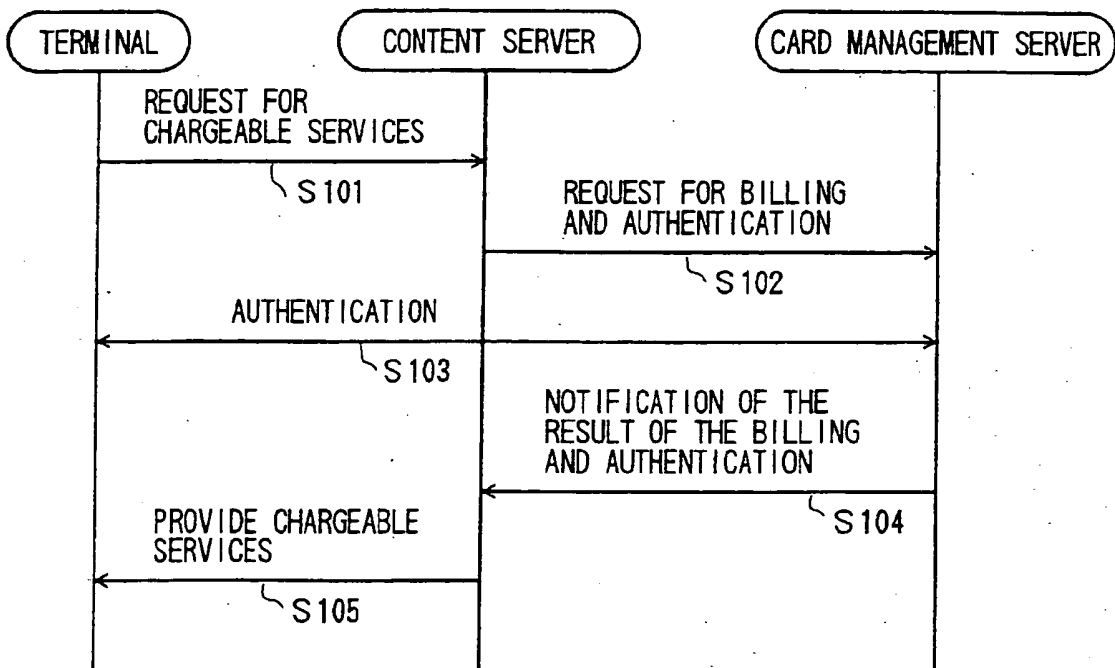 TERMINAL
CONTENT SERVER
CARD MANAGEMENT SERVER
REQUEST FOR
CHARGEABLE SERVICES
S101
REQUEST FOR BILLING
AND AUTHENTICATION
S102
AUTHENTICATION
S103
NOTIFICATION OF THE
RESULT OF THE BILLING
AND AUTHENTICATION
S104
PROVIDE CHARGEABLE
SERVICES
S105